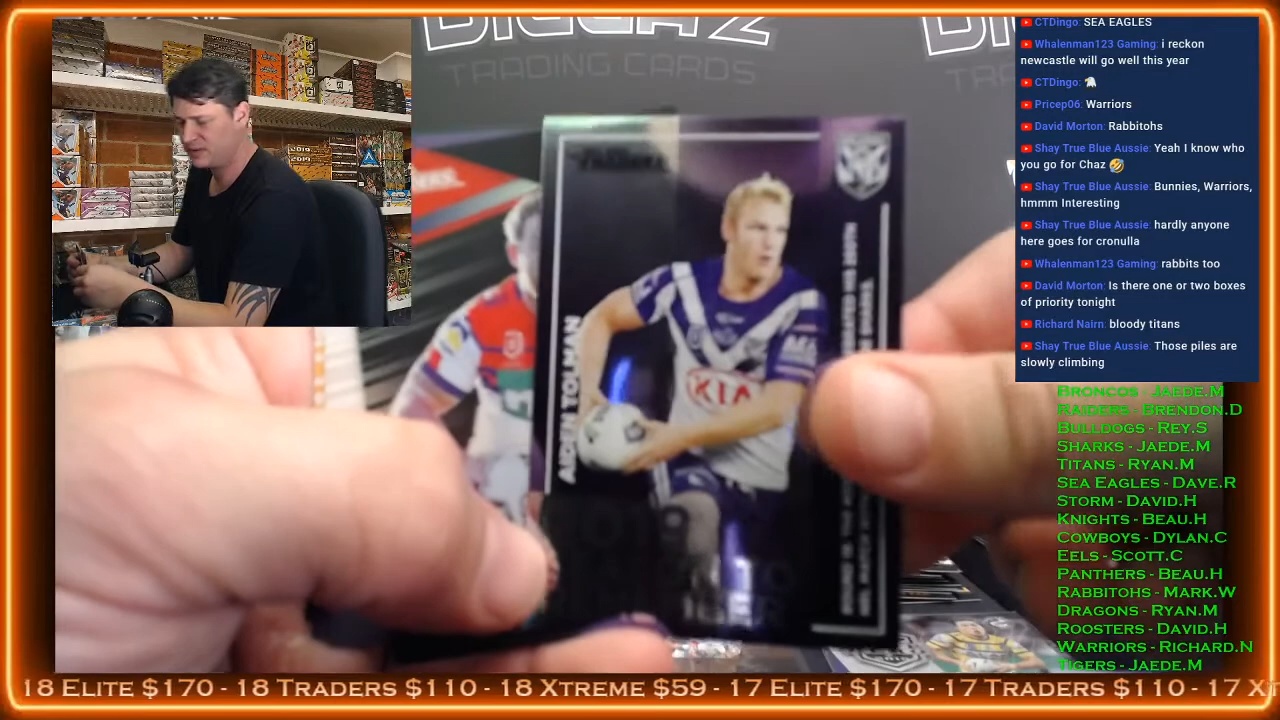 BIGGAZ
TRADING CARDS
CTDingo: SEA EAGLES
Whalenman123 Gaming: i reckon
newcastle will go well this year
CTDingo:
Pricep06: Warriors
David Morton: Rabbitohs
Shay True Blue Aussie: Yeah I know who
you go for Chaz
Shay True Blue Aussie: Bunnies, Warriors,
hmmm Interesting
Shay True Blue Aussie: hardly anyone
here goes for cronulla
Whalenman123 Gaming: rabbits too
David Morton: Is there one or two boxes
of priority tonight
Richard Nairn: bloody titans
Shay True Blue Aussie: Those piles are
slowly climbing
AIDEN TOLMAN
KIA
Broncos - Jaede.M
Raiders - Brendon.D
Bulldogs - Rey.S
Sharks - Jaede.M
Titans - Ryan.M
Sea Eagles - Dave.R
Storm - David.H
Knights - Beau.H
Cowboys - Dylan.C
Eels - Scott.C
Panthers - Beau.H
Rabbitohs - Mark.W
Dragons - Ryan.M
Roosters - David.H
Warriors - Richard.N
Tigers - Jaede.M
18 Elite $170 - 18 Traders $110 - 18 Xtreme $59 - 17 Elite $170 - 17 Traders $110 - 17 Xt